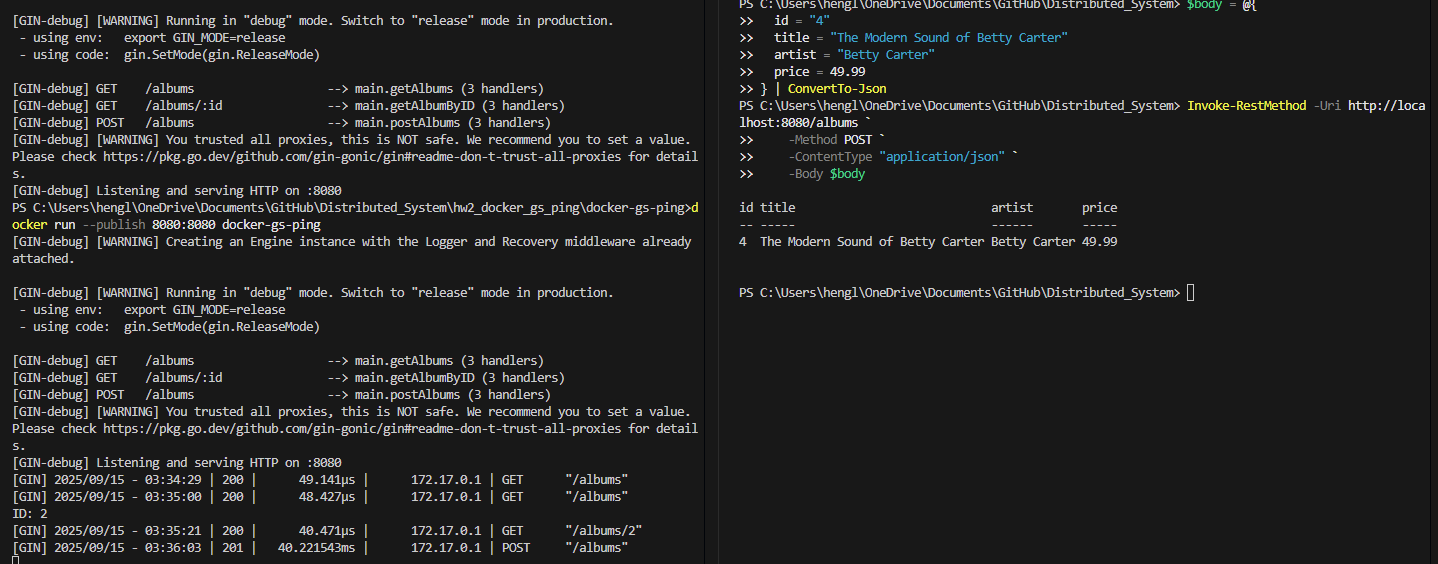 [GIN-debug] [WARNING] Running in "debug" mode. Switch to "release" mode in production.
 - using env:   export GIN_MODE=release
 - using code:  gin.SetMode(gin.ReleaseMode)
[GIN-debug] GET    /albums                   --> main.getAlbums (3 handlers)
[GIN-debug] GET    /albums/:id               --> main.getAlbumByID (3 handlers)
[GIN-debug] POST   /albums                   --> main.postAlbums (3 handlers)
[GIN-debug] [WARNING] You trusted all proxies, this is NOT safe. We recommend you to set a value.
Please check https://pkg.go.dev/github.com/gin-gonic/gin#readme-don-t-trust-all-proxies for detail
s.
[GIN-debug] Listening and serving HTTP on :8080
PS C:\Users\hengl\OneDrive\Documents\GitHub\Distributed_System\hw2_docker_gs_ping\docker-gs-ping>d
ocker run --publish 8080:8080 docker-gs-ping
[GIN-debug] [WARNING] Creating an Engine instance with the Logger and Recovery middleware already
attached.
[GIN-debug] [WARNING] Running in "debug" mode. Switch to "release" mode in production.
 - using env:   export GIN_MODE=release
 - using code:  gin.SetMode(gin.ReleaseMode)
[GIN-debug] GET    /albums                   --> main.getAlbums (3 handlers)
[GIN-debug] GET    /albums/:id               --> main.getAlbumByID (3 handlers)
[GIN-debug] POST   /albums                   --> main.postAlbums (3 handlers)
[GIN-debug] [WARNING] You trusted all proxies, this is NOT safe. We recommend you to set a value.
Please check https://pkg.go.dev/github.com/gin-gonic/gin#readme-don-t-trust-all-proxies for detail
s.
[GIN-debug] Listening and serving HTTP on :8080
[GIN] 2025/09/15 - 03:34:29 | 200 |      49.141µs |      172.17.0.1 | GET      "/albums"
[GIN] 2025/09/15 - 03:35:00 | 200 |      48.427µs |      172.17.0.1 | GET      "/albums"
ID: 2
[GIN] 2025/09/15 - 03:35:21 | 200 |      40.471µs |      172.17.0.1 | GET      "/albums/2"
[GIN] 2025/09/15 - 03:36:03 | 201 |   40.221543ms |      172.17.0.1 | POST     "/albums"
PS C:\Users\hengl\OneDrive\Documents\GitHub\Distributed_System> $body = @{
>>   id = "4"
>>   title = "The Modern Sound of Betty Carter"
>>   artist = "Betty Carter"
>>   price = 49.99
>> } | ConvertTo-Json
PS C:\Users\hengl\OneDrive\Documents\GitHub\Distributed_System> Invoke-RestMethod -Uri http://loca
lhost:8080/albums `
>>     -Method POST `
>>     -ContentType "application/json" `
>>     -Body $body
id title                            artist       price
-- -----                            ------       -----
4  The Modern Sound of Betty Carter Betty Carter 49.99
PS C:\Users\hengl\OneDrive\Documents\GitHub\Distributed_System>